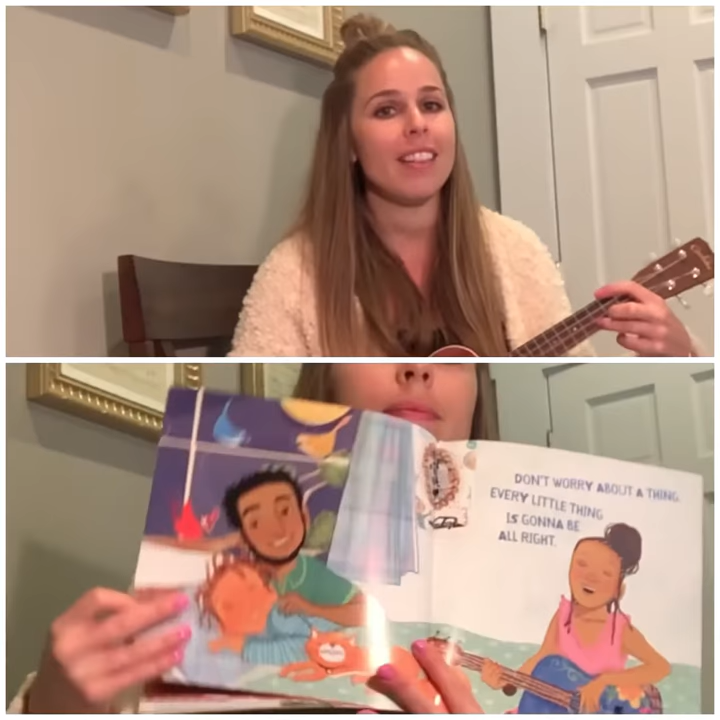 DON'T WORRY ABOUT A THING.
EVERY LITTLE THING
IS GONNA BE
ALL RIGHT.